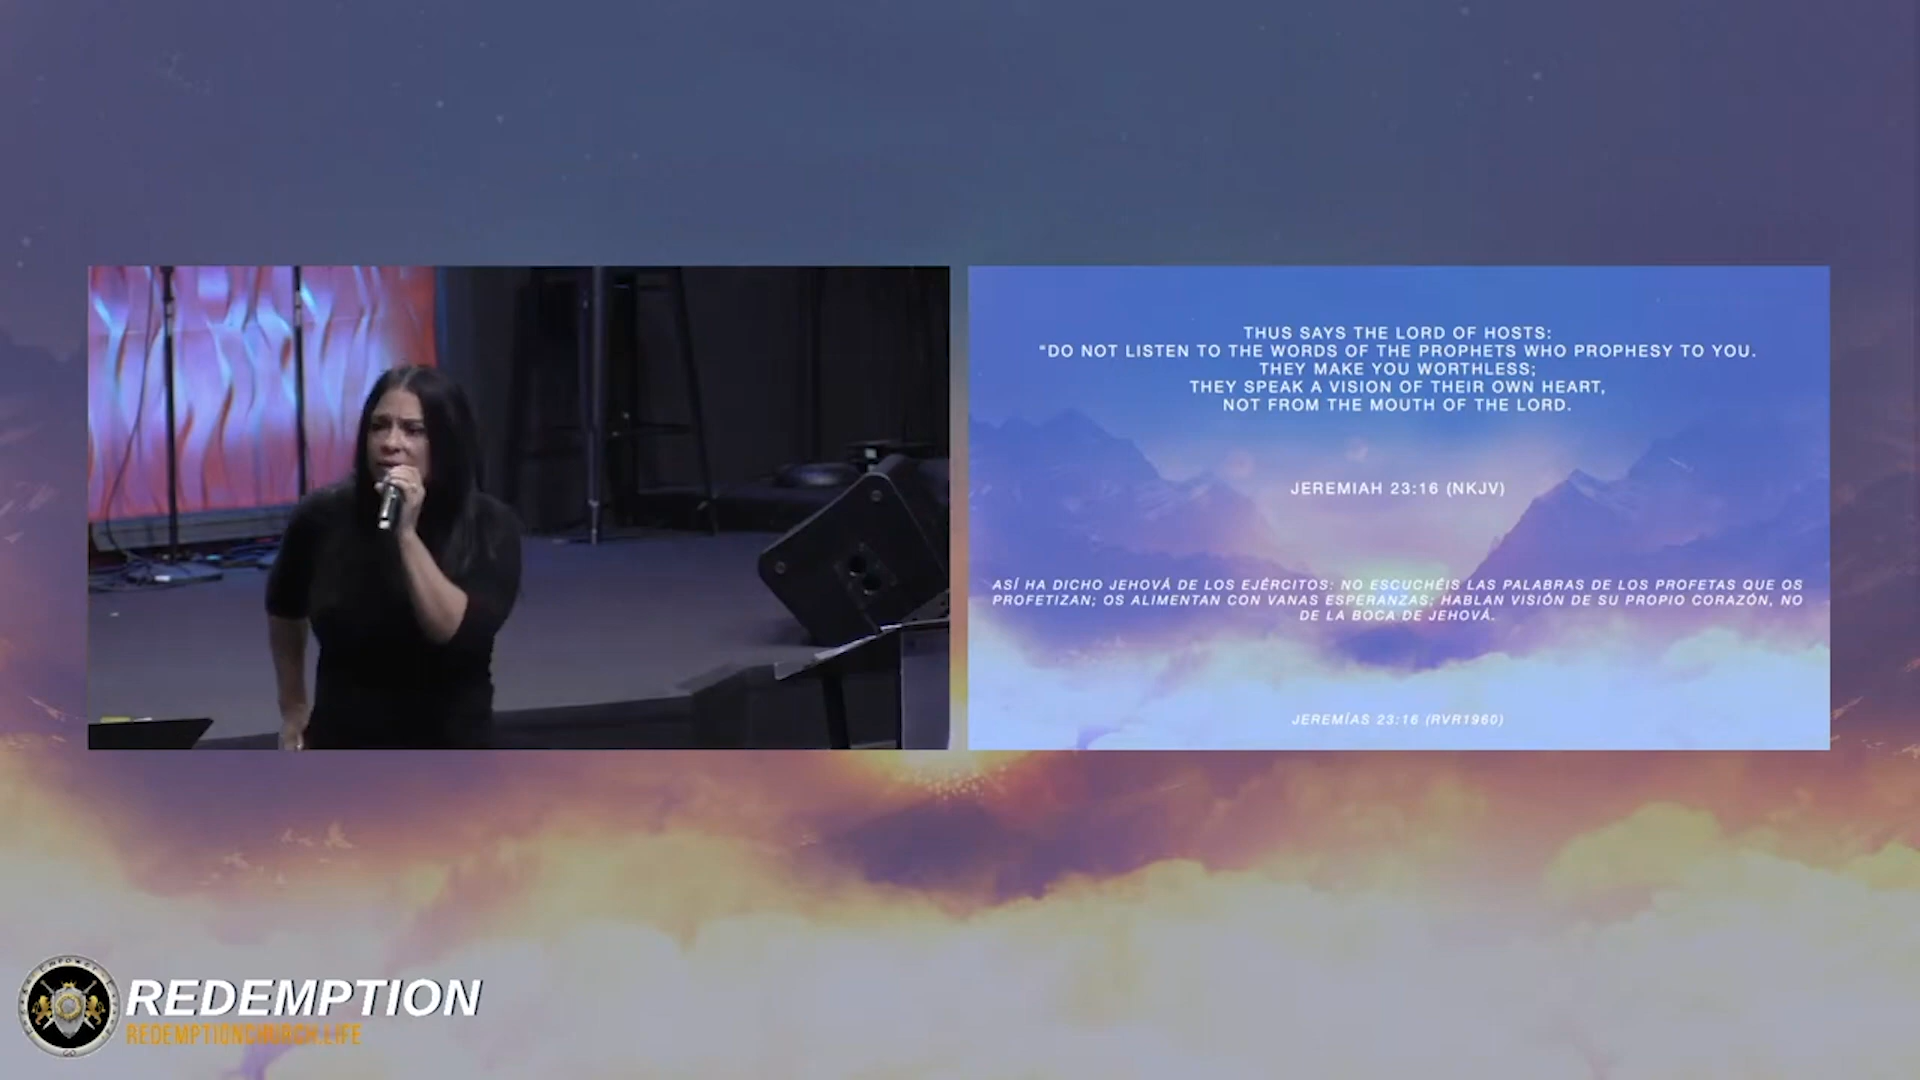 THUS SAYS THE LORD OF HOSTS:
"DO NOT LISTEN TO THE WORDS OF THE PROPHETS WHO PROPHESY TO YOU.
THEY MAKE YOU WORTHLESS;
THEY SPEAK A VISION OF THEIR OWN HEART,
NOT FROM THE MOUTH OF THE LORD.
JEREMIAH 23:16 (NKJV)
ASÍ HA DICHO JEHOVÁ DE LOS EJÉRCITOS: NO ESCUCHÉIS LAS PALABRAS DE LOS PROFETAS QUE OS
PROFETIZAN; OS ALIMENTAN CON VANAS ESPERANZAS; HABLAN VISIÓN DE SU PROPIO CORAZÓN, NO
DE LA BOCA DE JEHOVÁ.
JEREMÍAS 23:16 (RVR1960)
EMPOWER
GO
REDEMPTION
REDEMPTIONCHURCH.LIFE